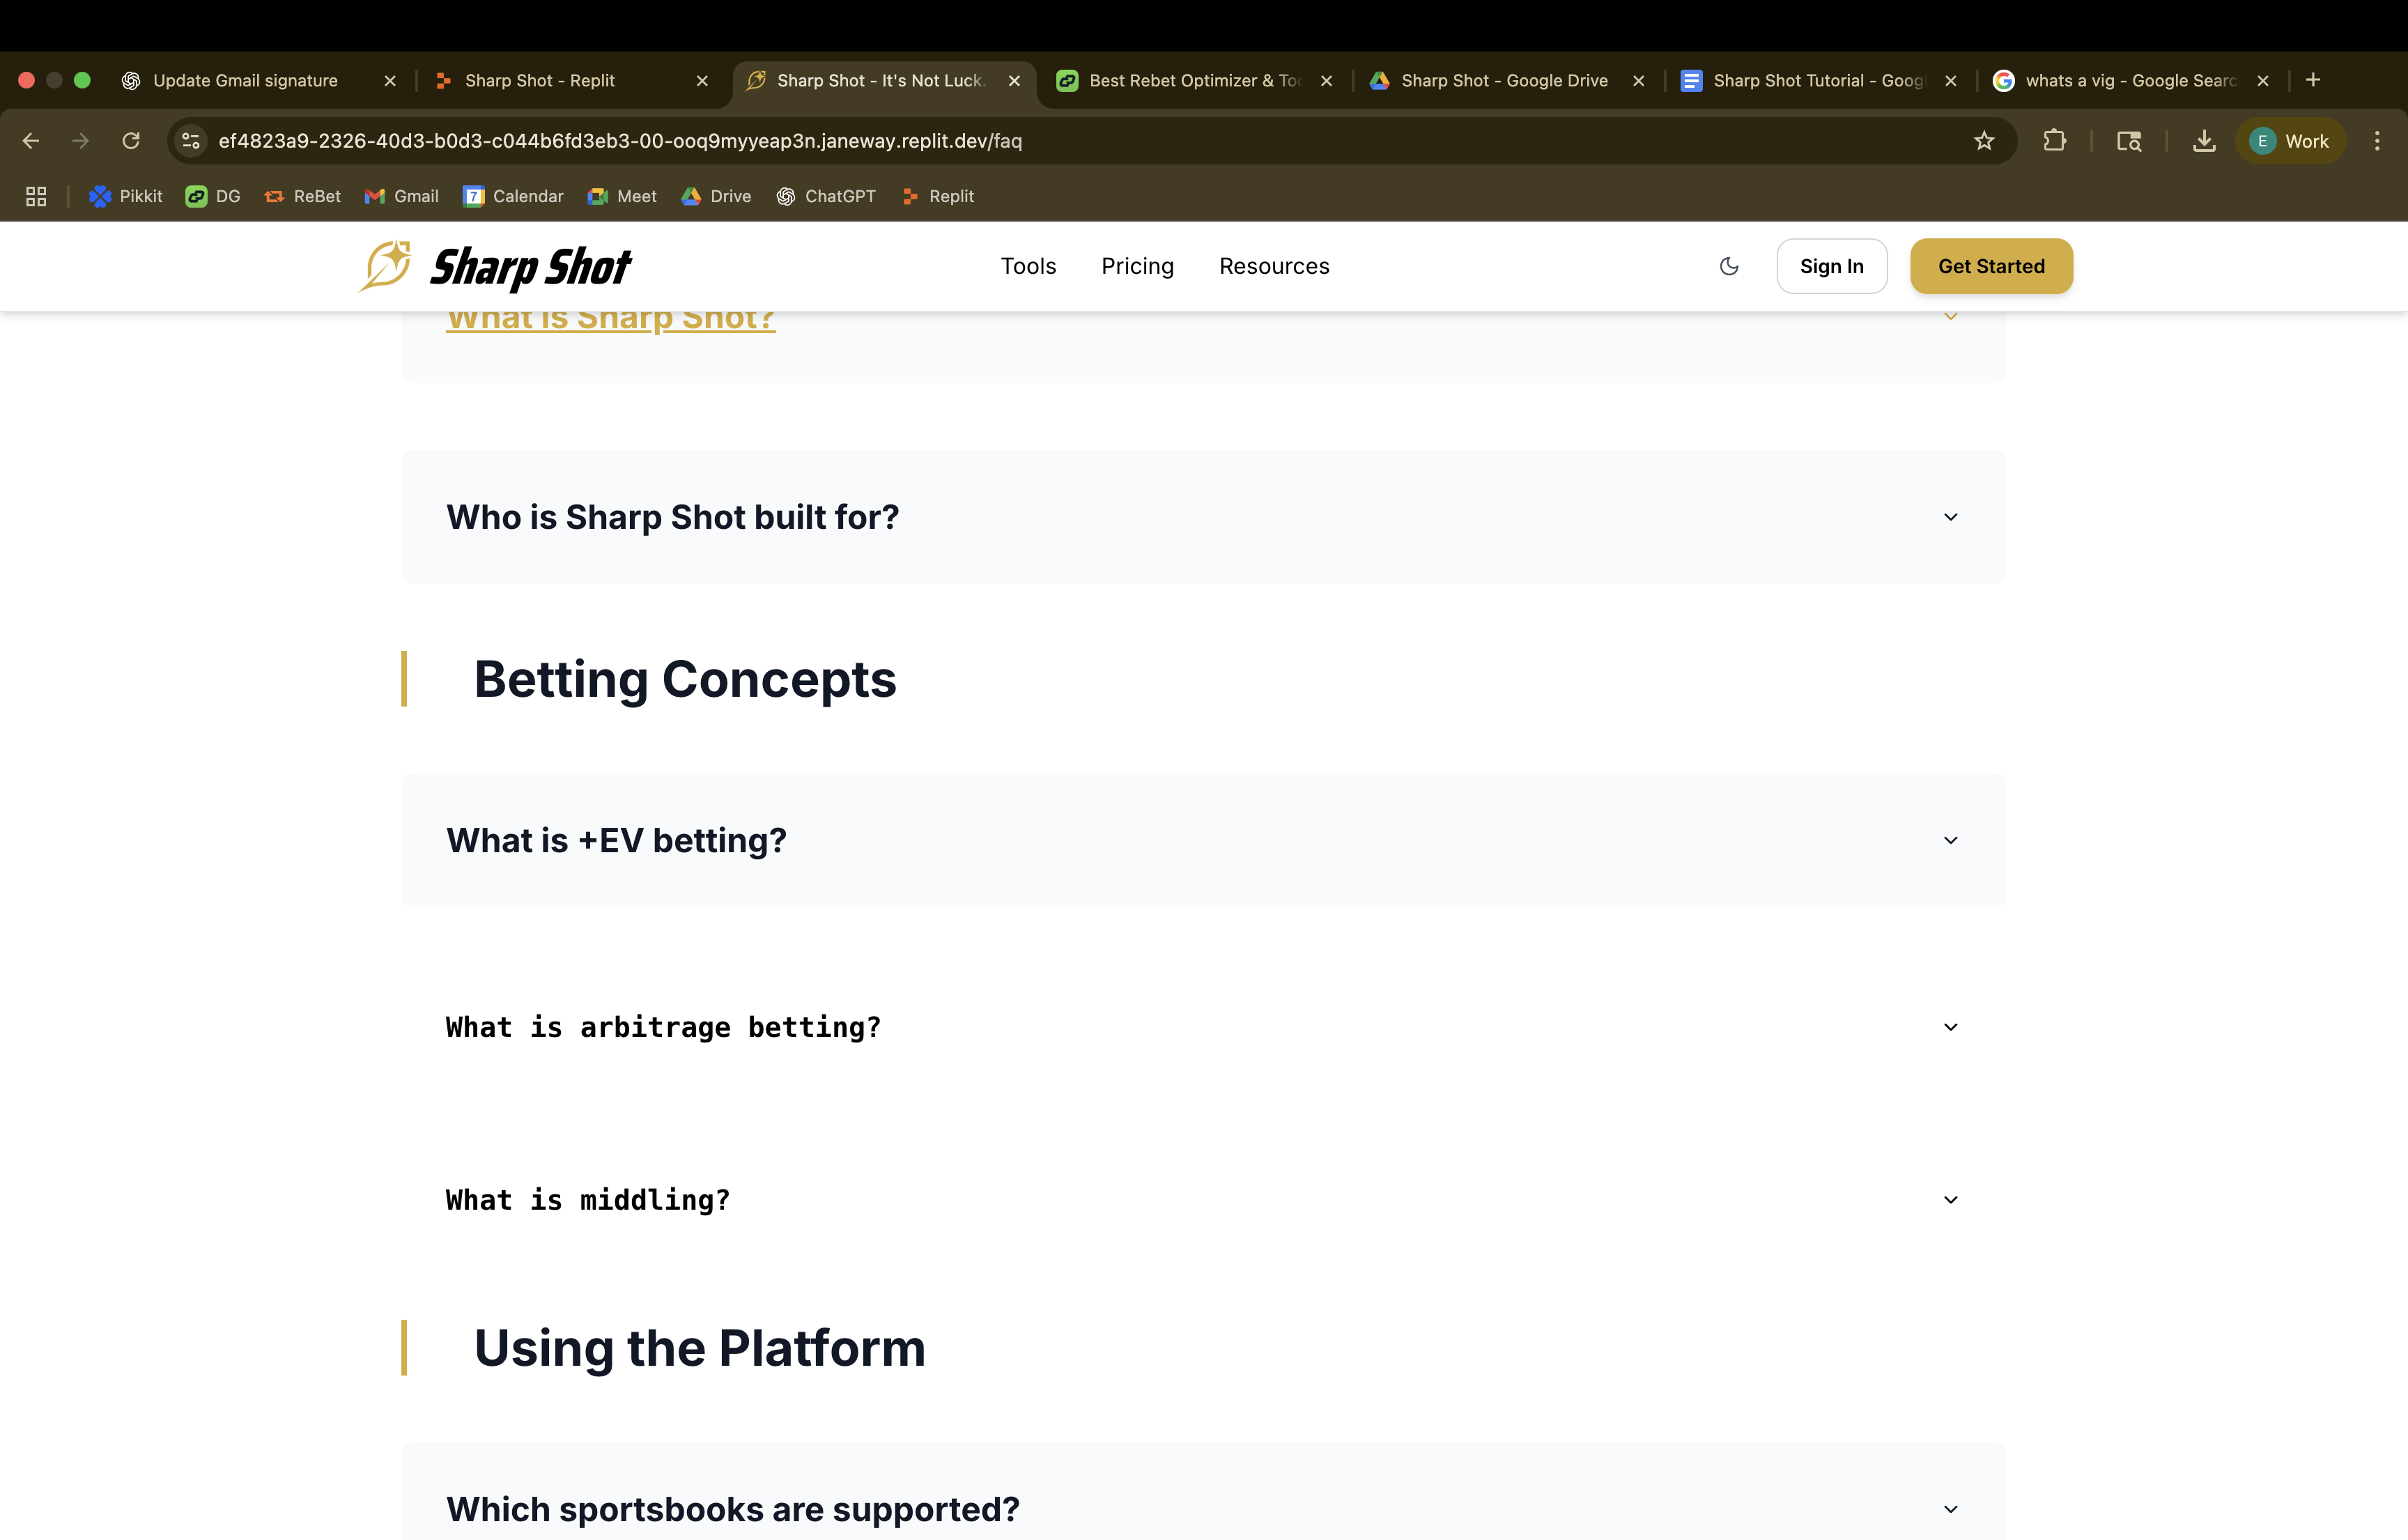 Update Gmail signature
Sharp Shot - Replit
Sharp Shot - It's Not Luck.
Best Rebet Optimizer & Too
Sharp Shot - Google Drive
Sharp Shot Tutorial - Goog
whats a vig - Google Searc
ef4823a9-2326-40d3-b0d3-c044b6fd3eb3-00-ooq9myyeap3n.janeway.replit.dev/faq
E
Work
Pikkit
DG
ReBet
7
Gmail
Calendar
Meet
Drive
ChatGPT
Replit
Sharp Shot
Tools
Pricing
Resources
Sign In
Get Started
What is Sharp Shot?
Who is Sharp Shot built for?
Betting Concepts
What is +EV betting?
What is arbitrage betting?
What is middling?
Using the Platform
Which sportsbooks are supported?